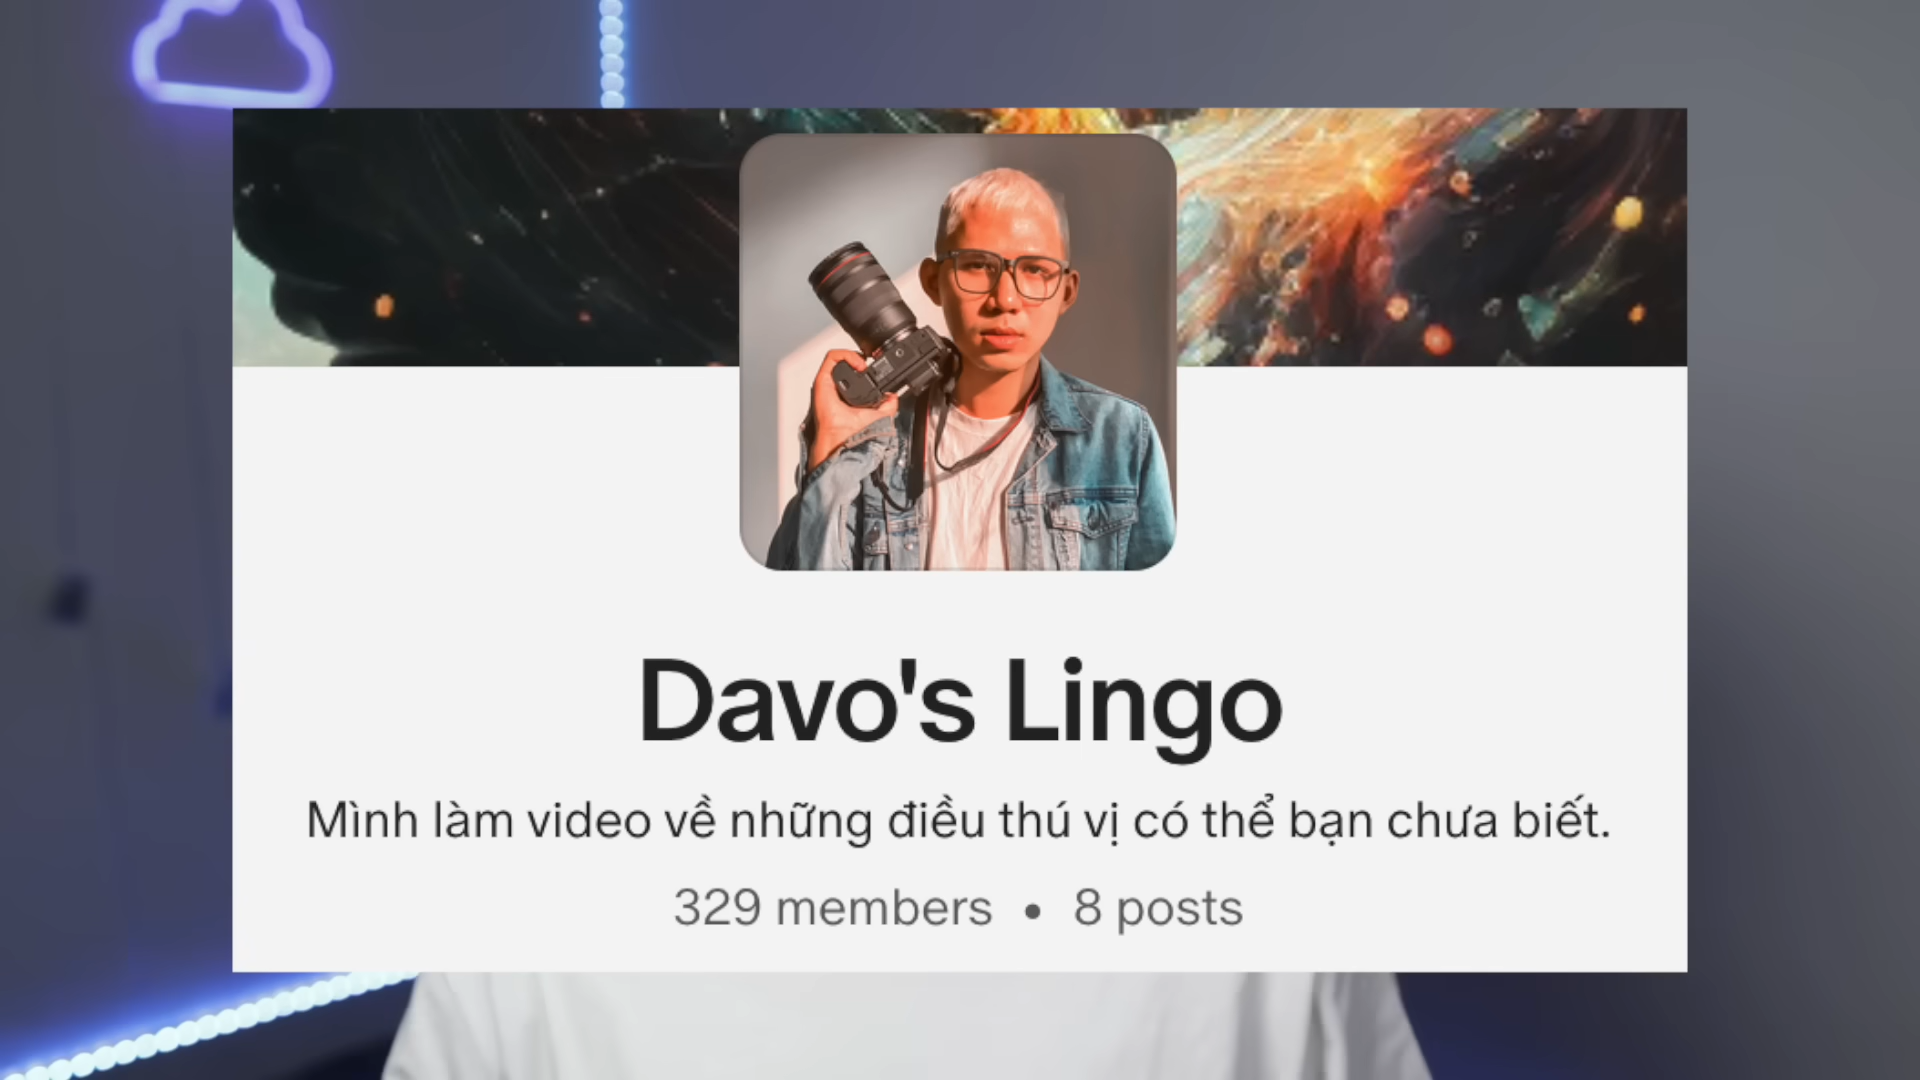 Davo's Lingo
Mình làm video về những điều thú vị có thể bạn chưa biết.
329 members • 8 posts